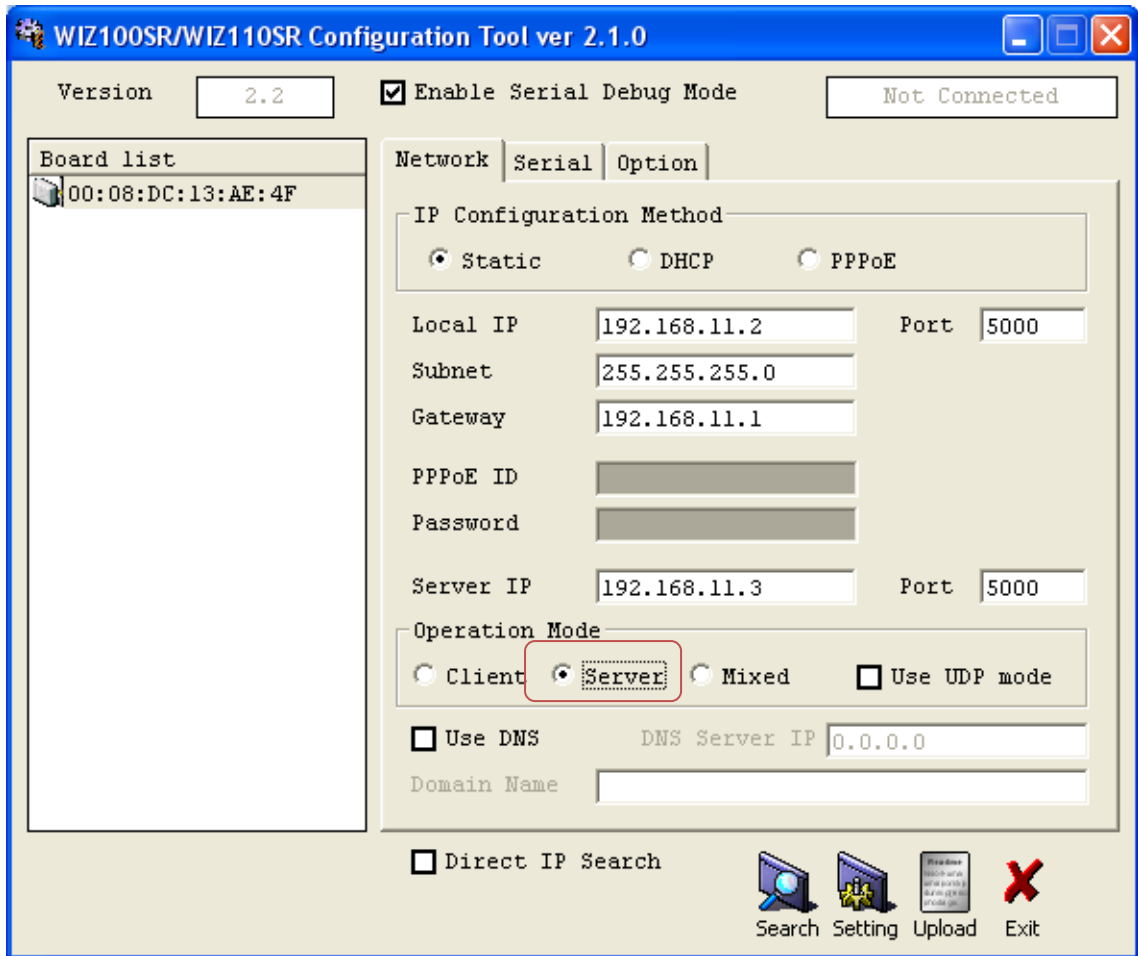 WIZ100SR/WIZ110SR Configuration Tool ver 2.1.0
Version 2.2 Enable Serial Debug Mode Not Connected
Board list
00:08:DC:13:AE:4F
Network Serial Option
IP Configuration Method
Static DHCP PPPoE
Local IP 192.168.11.2 Port 5000
Subnet 255.255.255.0
Gateway 192.168.11.1
PPPoE ID
Password
Server IP 192.168.11.3 Port 5000
Operation Mode
Client Server Mixed Use UDP mode
Use DNS DNS Server IP 0.0.0.0
Domain Name
Direct IP Search
Readme
Search Setting Upload Exit